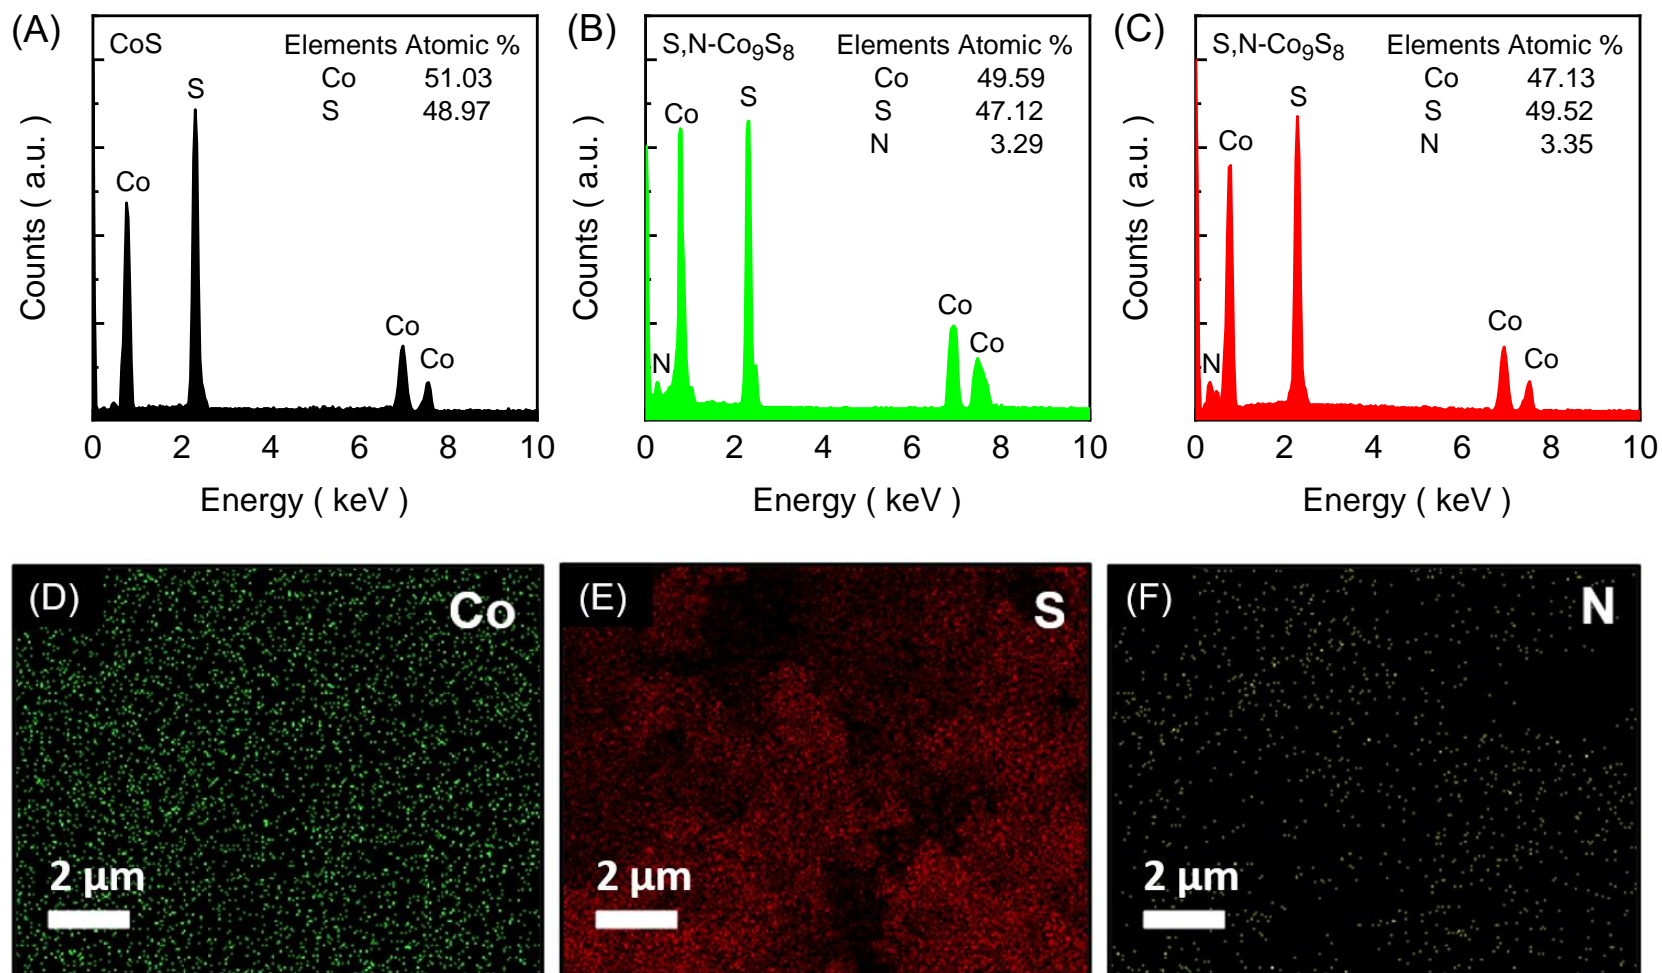 (A)
CoS
Elements Atomic %
Co 51.03
S 48.97
S
Co
Co
Co
Counts ( a.u. )
0 2 4 6 8 10
Energy ( keV )
(B)
S,N-Co₉S₈
Elements Atomic %
Co 49.59
S 47.12
N 3.29
Co
S
N
Co
Co
Counts ( a.u. )
0 2 4 6 8 10
Energy ( keV )
(C)
S,N-Co₉S₈
Elements Atomic %
Co 47.13
S 49.52
N 3.35
S
Co
N
Co
Co
Counts ( a.u. )
0 2 4 6 8 10
Energy ( keV )
(D)
Co
2 μm
(E)
S
2 μm
(F)
N
2 μm